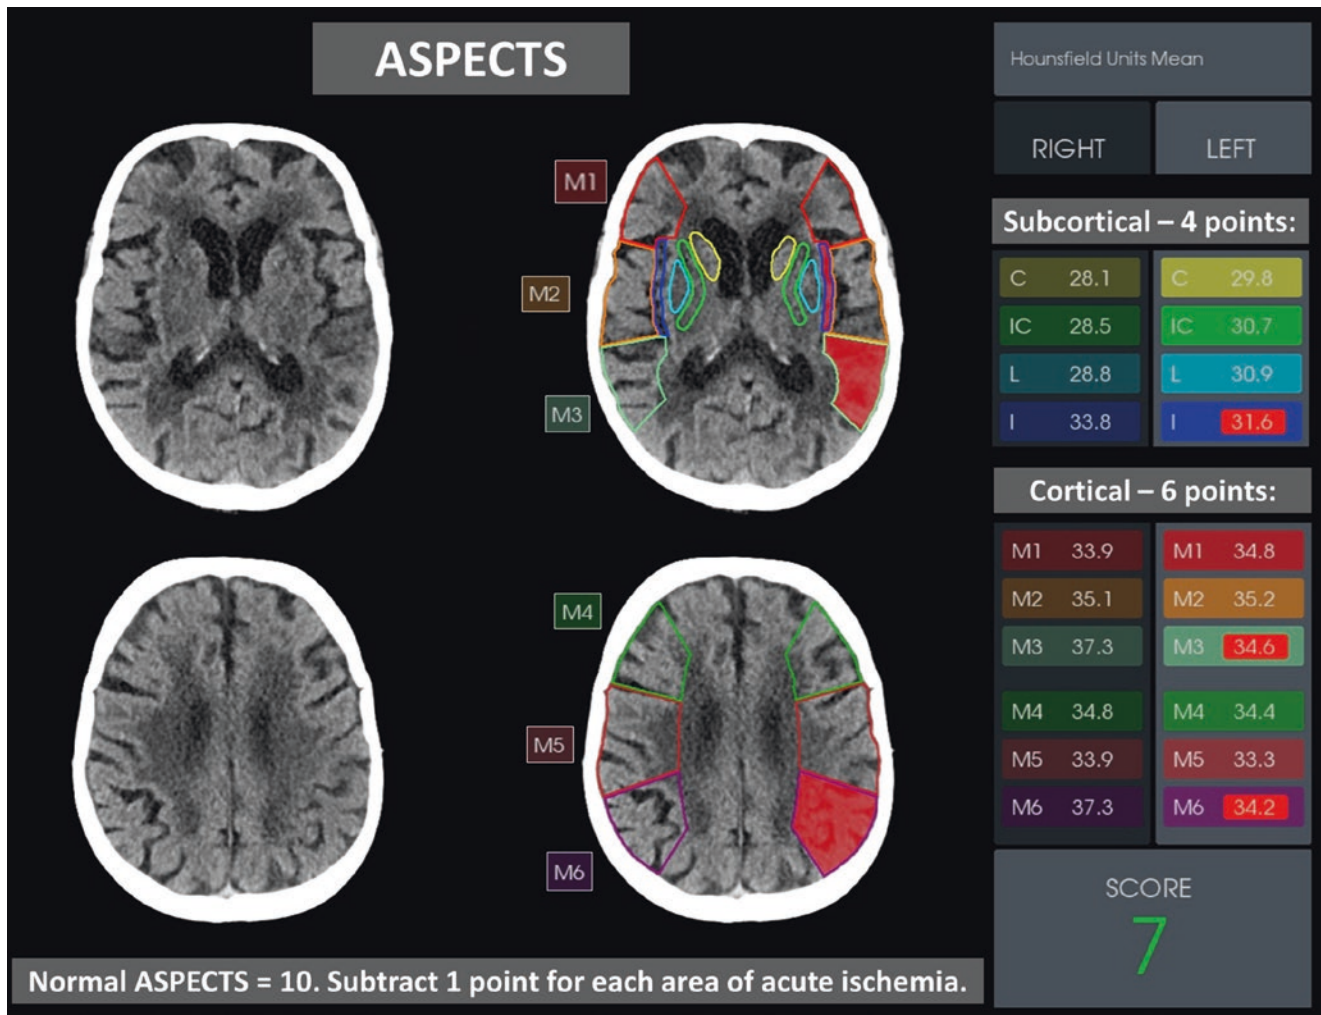 ASPECTS
Hounsfield Units Mean
RIGHT LEFT
M1
M2
M3
Subcortical – 4 points:
C 28.1 C 29.8
IC 28.5 IC 30.7
L 28.8 L 30.9
I 33.8 I 31.6
Cortical – 6 points:
M1 33.9 M1 34.8
M2 35.1 M2 35.2
M3 37.3 M3 34.6
M4 34.8 M4 34.4
M5 33.9 M5 33.3
M6 37.3 M6 34.2
M4
M5
M6
SCORE
7
Normal ASPECTS = 10. Subtract 1 point for each area of acute ischemia.